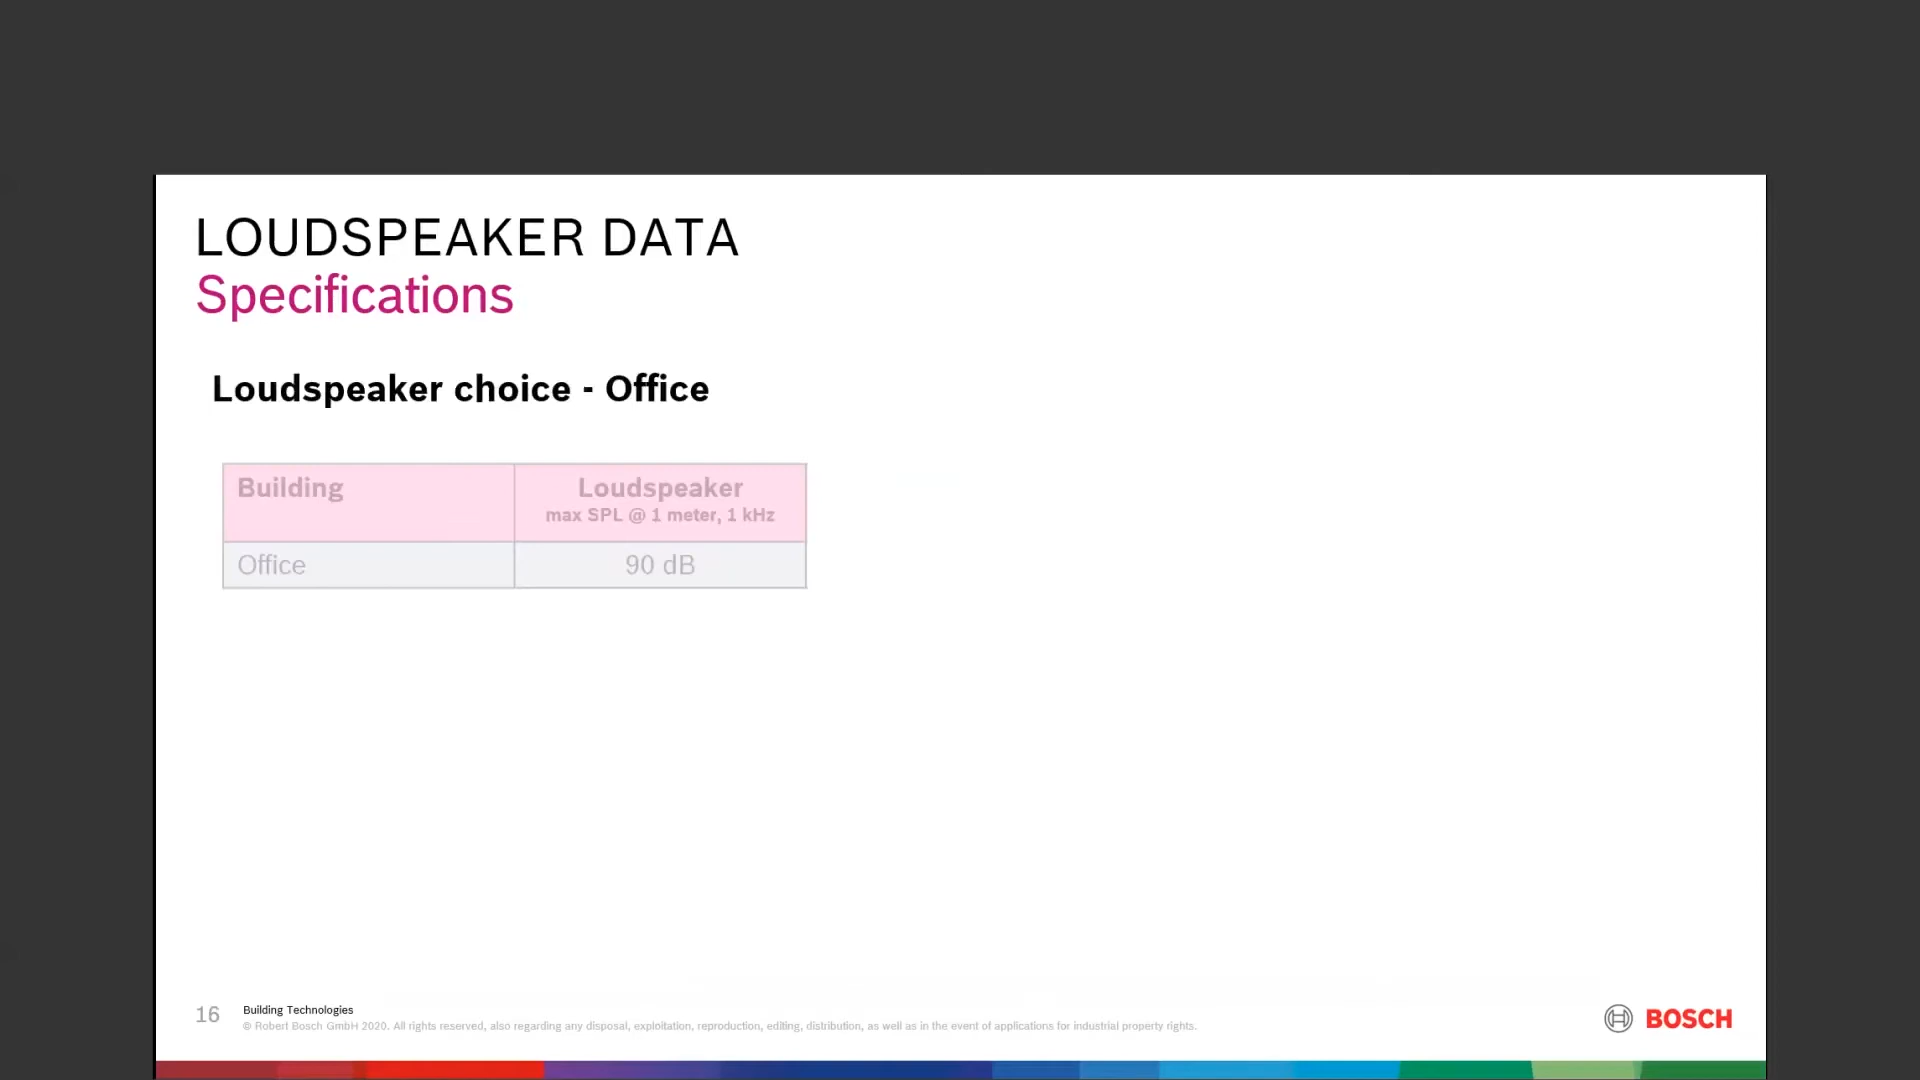 LOUDSPEAKER DATA
Specifications
Loudspeaker choice - Office
Building
Loudspeaker
max SPL @ 1 meter, 1 kHz
Office
90 dB
16
Building Technologies
© Robert Bosch GmbH 2020. All rights reserved, also regarding any disposal, exploitation, reproduction, editing, distribution, as well as in the event of applications for industrial property rights.
BOSCH